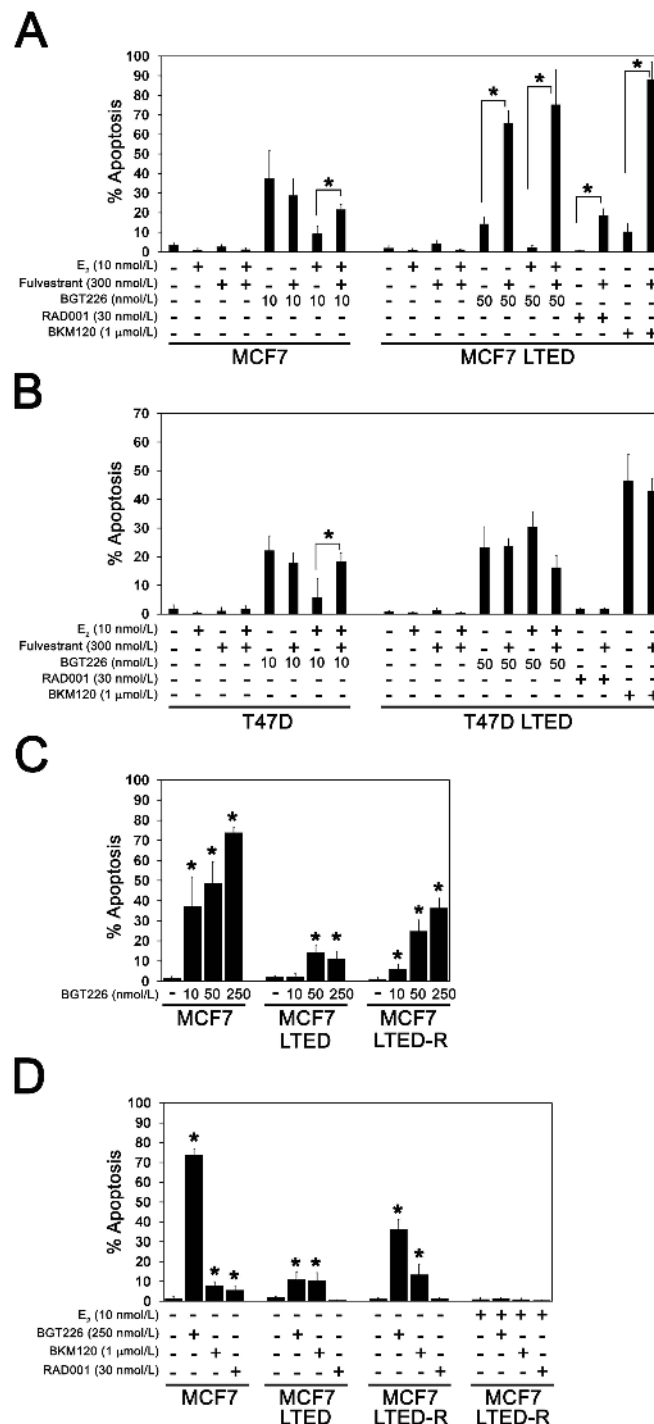 A
% Apoptosis
100
90
80
70
60
50
40
30
20
10
0
* * * * *
E2 (10 nmol/L) - + - + - - + + - + - + - - + + - - - -
Fulvestrant (300 nmol/L) - - + + - + - + - - + + - + - + - + - +
BGT226 (nmol/L) - - - - 10 10 10 10 - - - - 50 50 50 50 - - - -
RAD001 (30 nmol/L) - - - - - - - - - - - - - - - - + + - -
BKM120 (1 μmol/L) - - - - - - - - - - - - - - - - - - + +
MCF7 MCF7 LTED
B
% Apoptosis
70
60
50
40
30
20
10
0
*
E2 (10 nmol/L) - + - + - - + + - + - + - - + + - - - -
Fulvestrant (300 nmol/L) - - + + - + - + - - + + - + - + - + - +
BGT226 (nmol/L) - - - - 10 10 10 10 - - - - 50 50 50 50 - - - -
RAD001 (30 nmol/L) - - - - - - - - - - - - - - - - + + - -
BKM120 (1 μmol/L) - - - - - - - - - - - - - - - - - - + +
T47D T47D LTED
C
% Apoptosis
100
90
80
70
60
50
40
30
20
10
0
* * * * * * * *
BGT226 (nmol/L) - 10 50 250 - 10 50 250 - 10 50 250
MCF7 MCF7 MCF7
LTED LTED-R
D
% Apoptosis
100
90
80
70
60
50
40
30
20
10
0
* * * * * * *
E2 (10 nmol/L) - - - - - - - - - - - - + + + +
BGT226 (250 nmol/L) - + - - - + - - - + - - - + - -
BKM120 (1 μmol/L) - - + - - - + - - - + - - - + -
RAD001 (30 nmol/L) - - - + - - - + - - - + - - - +
MCF7 MCF7 MCF7 MCF7
LTED LTED-R LTED-R